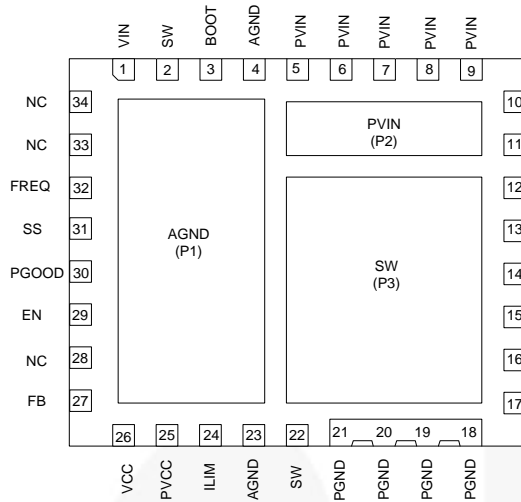 VIN SW BOOT AGND PVIN PVIN PVIN PVIN PVIN
1 2 3 4 5 6 7 8 9
NC 34 10
NC 33 11
PVIN
(P2)
FREQ 32 12
SS 31 13
AGND
(P1)
PGOOD 30 14
SW
(P3)
EN 29 15
NC 28 16
FB 27 17
26 25 24 23 22 21 20 19 18
VCC PVCC ILIM AGND SW PGND PGND PGND PGND